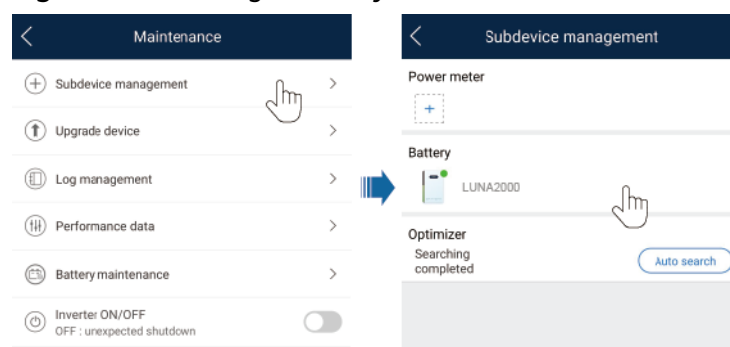 Maintenance
Subdevice management
Upgrade device
Log management
Performance data
Battery maintenance
Inverter ON/OFF
OFF : unexpected shutdown
Subdevice management
Power meter
+
Battery
LUNA2000
Optimizer
Searching
completed
Auto search